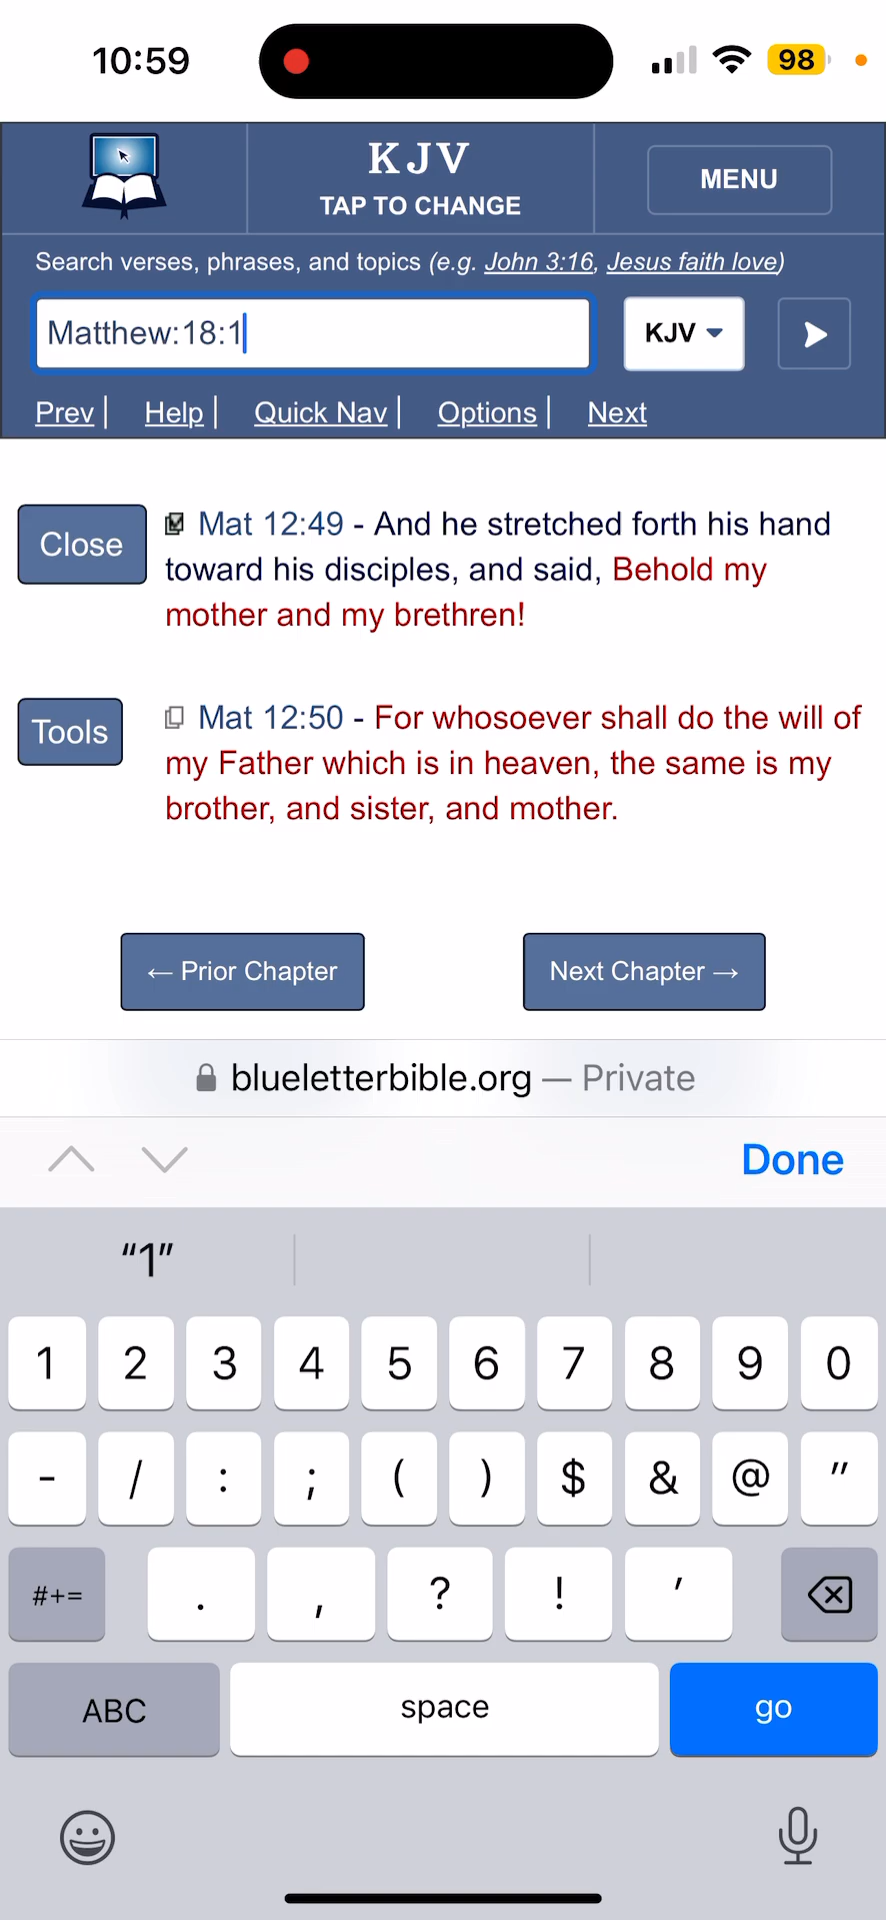 10:59
98
KJV
TAP TO CHANGE
MENU
Search verses, phrases, and topics (e.g. John 3:16, Jesus faith love)
Matthew:18:1
KJV
Prev | Help | Quick Nav | Options | Next
Close
Mat 12:49 - And he stretched forth his hand
toward his disciples, and said, Behold my
mother and my brethren!
Tools
Mat 12:50 - For whosoever shall do the will of
my Father which is in heaven, the same is my
brother, and sister, and mother.
← Prior Chapter
Next Chapter →
blueletterbible.org — Private
Done
“1”
1 2 3 4 5 6 7 8 9 0
- / : ; ( ) $ & @ "
#+= . , ? ! '
ABC space go